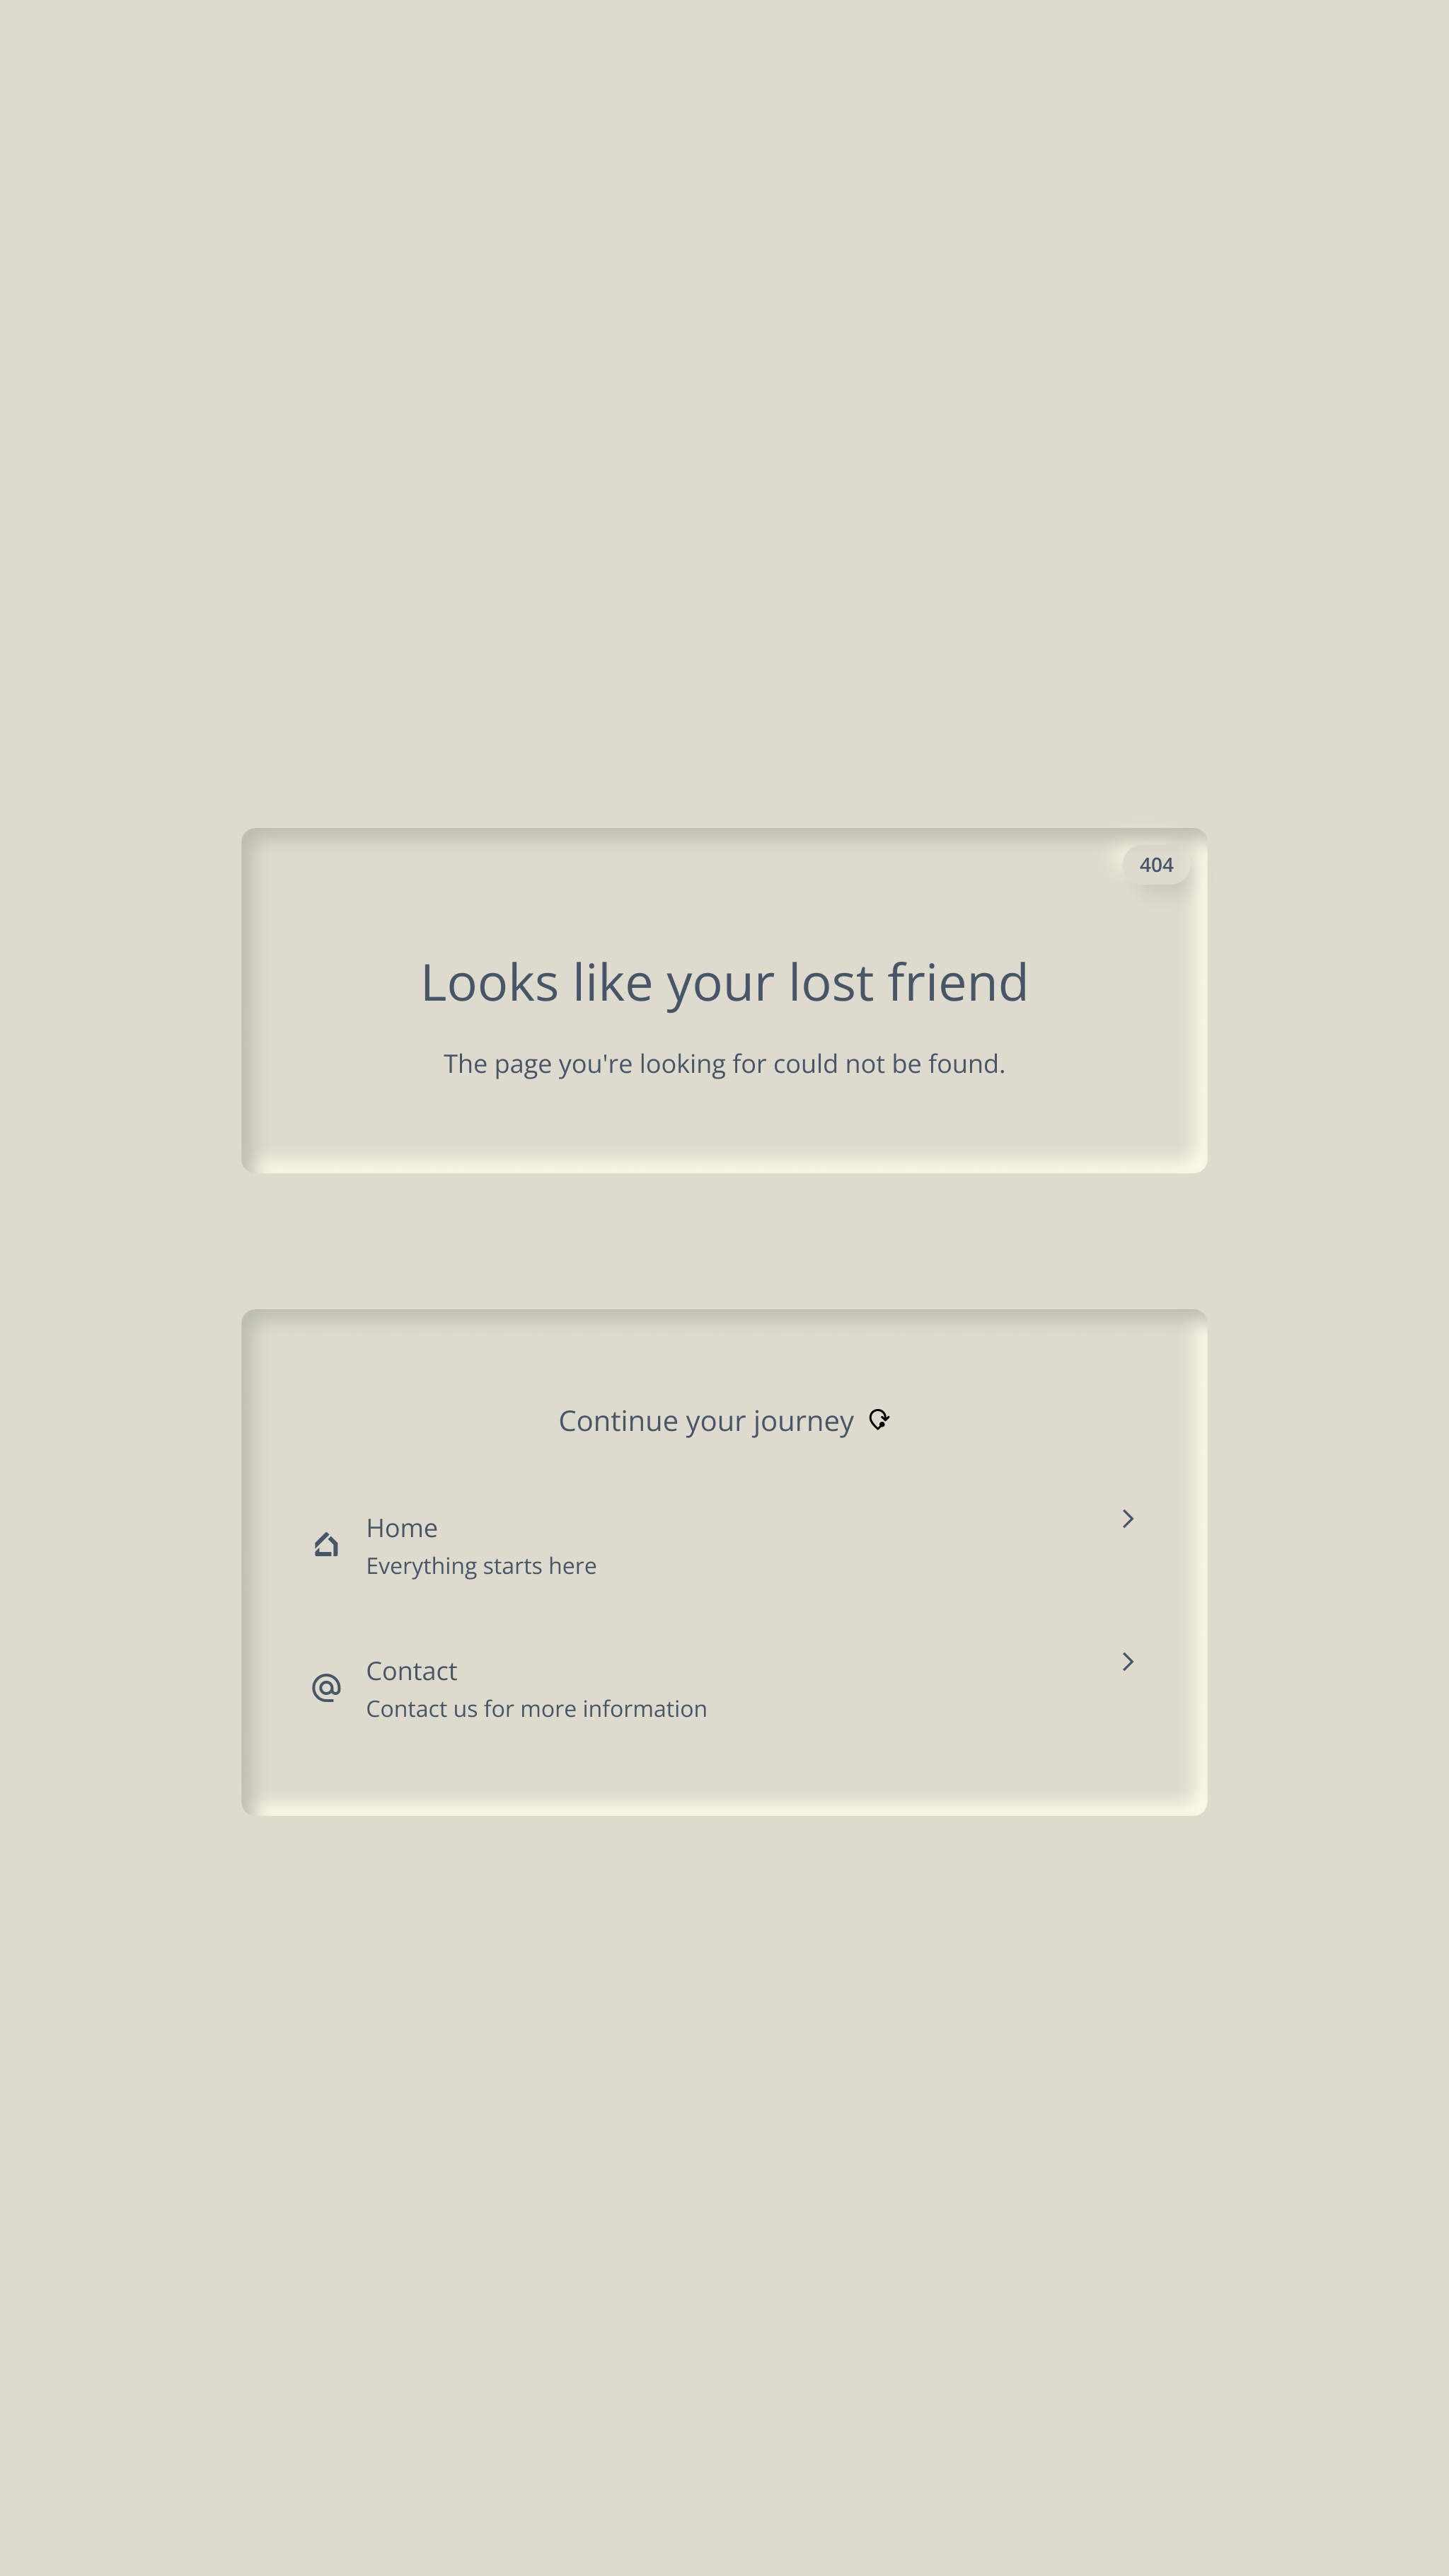 404
Looks like your lost friend
The page you're looking for could not be found.
Continue your journey
Home
Everything starts here
Contact
Contact us for more information